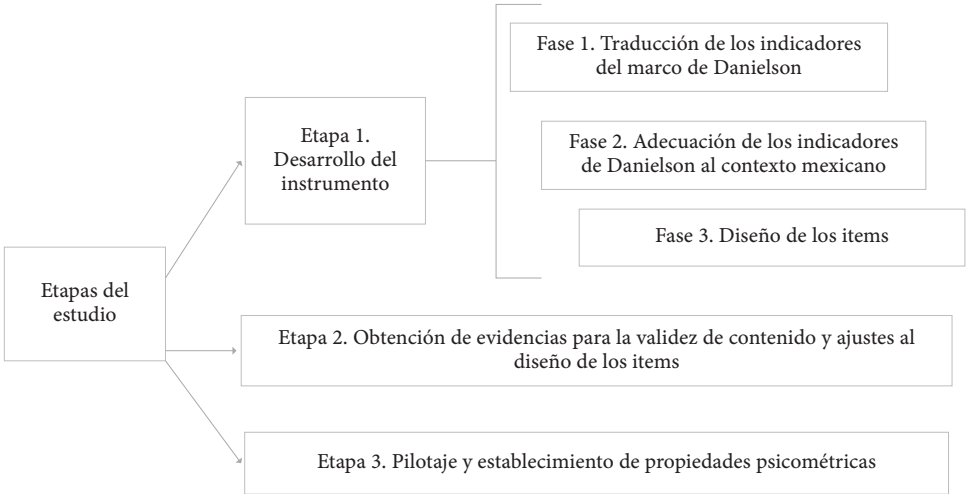 Etapas del
estudio
Etapa 1.
Desarrollo del
instrumento
Fase 1. Traducción de los indicadores
del marco de Danielson
Fase 2. Adecuación de los indicadores
de Danielson al contexto mexicano
Fase 3. Diseño de los items
Etapa 2. Obtención de evidencias para la validez de contenido y ajustes al
diseño de los items
Etapa 3. Pilotaje y establecimiento de propiedades psicométricas